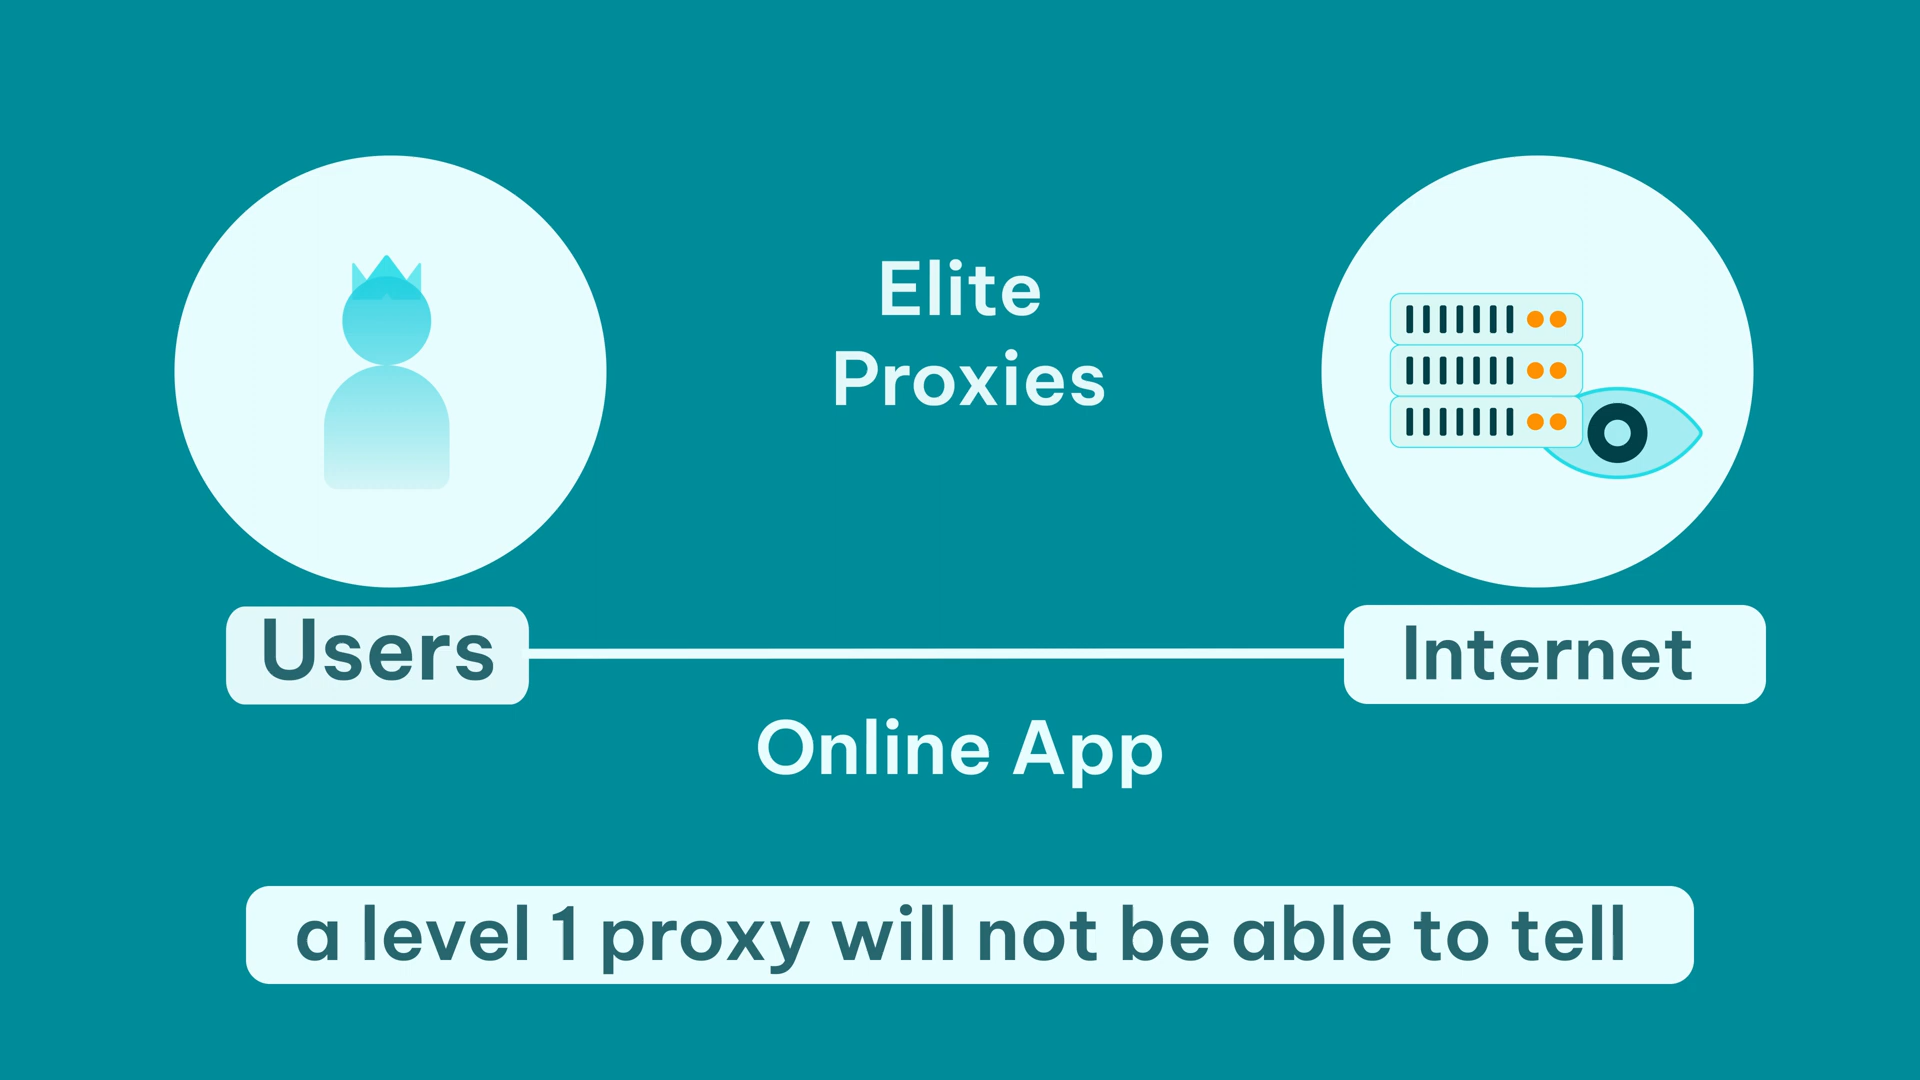 Elite
Proxies
Users
Internet
Online App
a level 1 proxy will not be able to tell